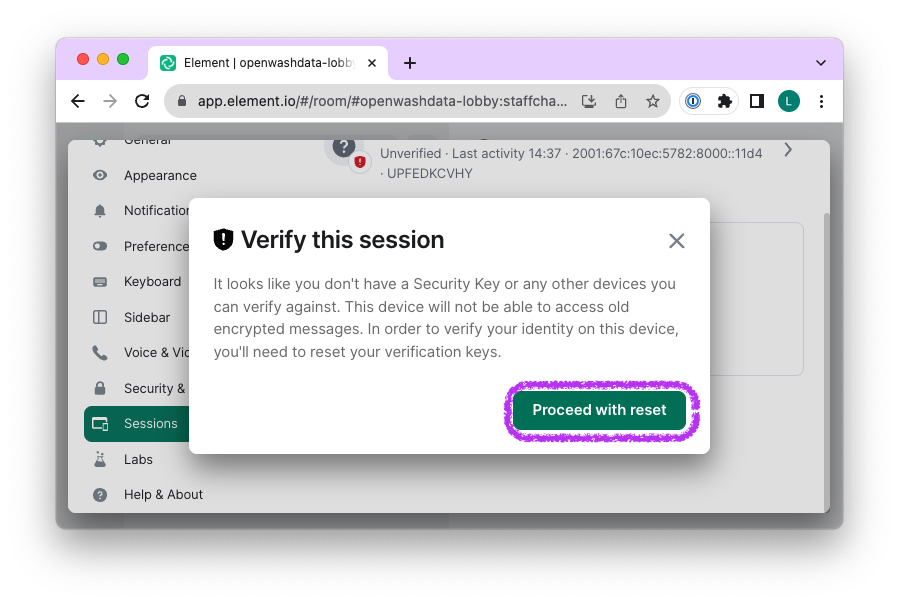 Element | openwashdata-lobby
app.element.io/#/room/#openwashdata-lobby:staffcha...
L
General
Unverified · Last activity 14:37 · 2001:67c:10ec:5782:8000::11d4
· UPFEDKCVHY
Appearance
Notification
Preference
Keyboard
Sidebar
Voice & Vid
Security &
Sessions
Labs
Help & About
Verify this session
It looks like you don't have a Security Key or any other devices you
can verify against. This device will not be able to access old
encrypted messages. In order to verify your identity on this device,
you'll need to reset your verification keys.
Proceed with reset